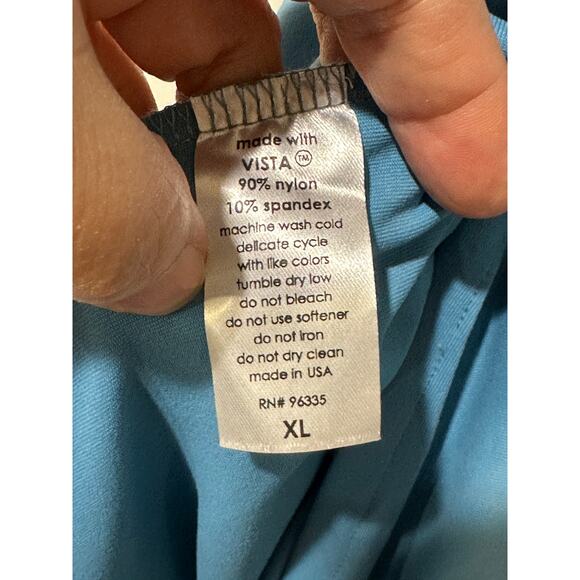 made with
VISTA™
90% nylon
10% spandex
machine wash cold
delicate cycle
with like colors
tumble dry low
do not bleach
do not use softener
do not iron
do not dry clean
made in USA
RN# 96335
XL